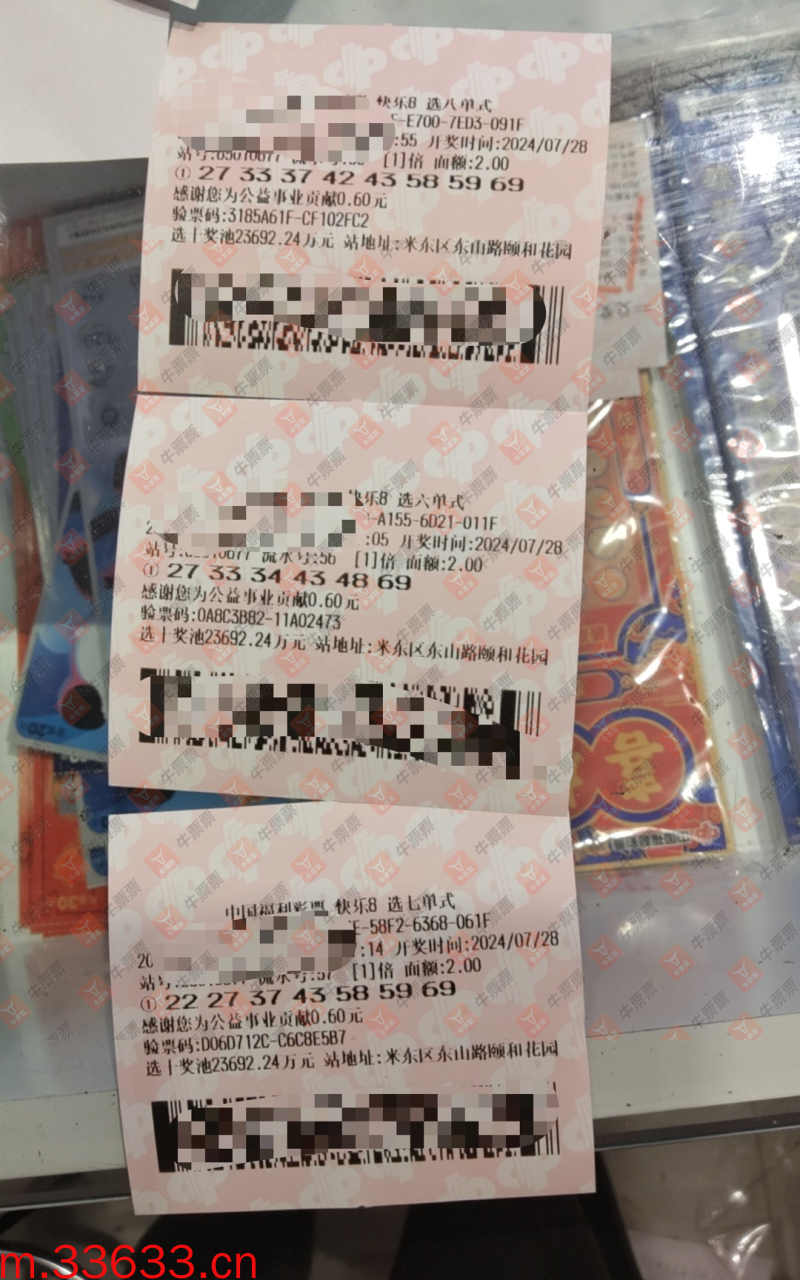 快乐8 选八单式
-E700-7ED3-091F
:55 开奖时间:2024/07/28
[1]倍 面额:2.00
① 27 33 37 42 43 58 59 69
感谢您为公益事业贡献0.60元
验票码:3185A61F-CF102FC2
选十奖池23692.24万元 站地址:米东区东山路颐和花园
快乐8 选六单式
-A155-6D21-011F
:05 开奖时间:2024/07/28
流水号:56 [1]倍 面额:2.00
① 27 33 34 43 48 69
感谢您为公益事业贡献0.60元
验票码:0A8C3B82-11A02473
选十奖池23692.24万元 站地址:米东区东山路颐和花园
中国福利彩票 快乐8 选七单式
-58F2-6368-061F
:14 开奖时间:2024/07/28
[1]倍 面额:2.00
① 22 27 37 43 58 59 69
感谢您为公益事业贡献0.60元
验票码:D06D712C-C6C8E5B7
选十奖池23692.24万元 站地址:米东区东山路颐和花园
牛票票
m.33633.cn